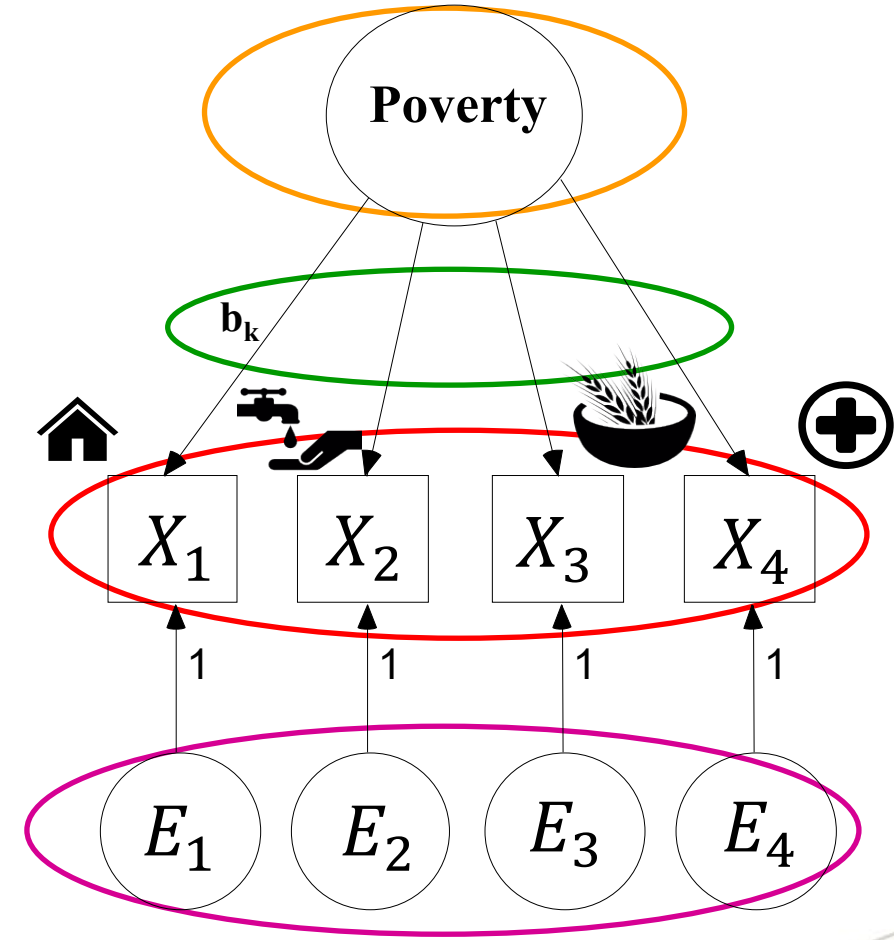 Poverty
bₖ
X₁ X₂ X₃ X₄
1 1 1 1
E₁ E₂ E₃ E₄